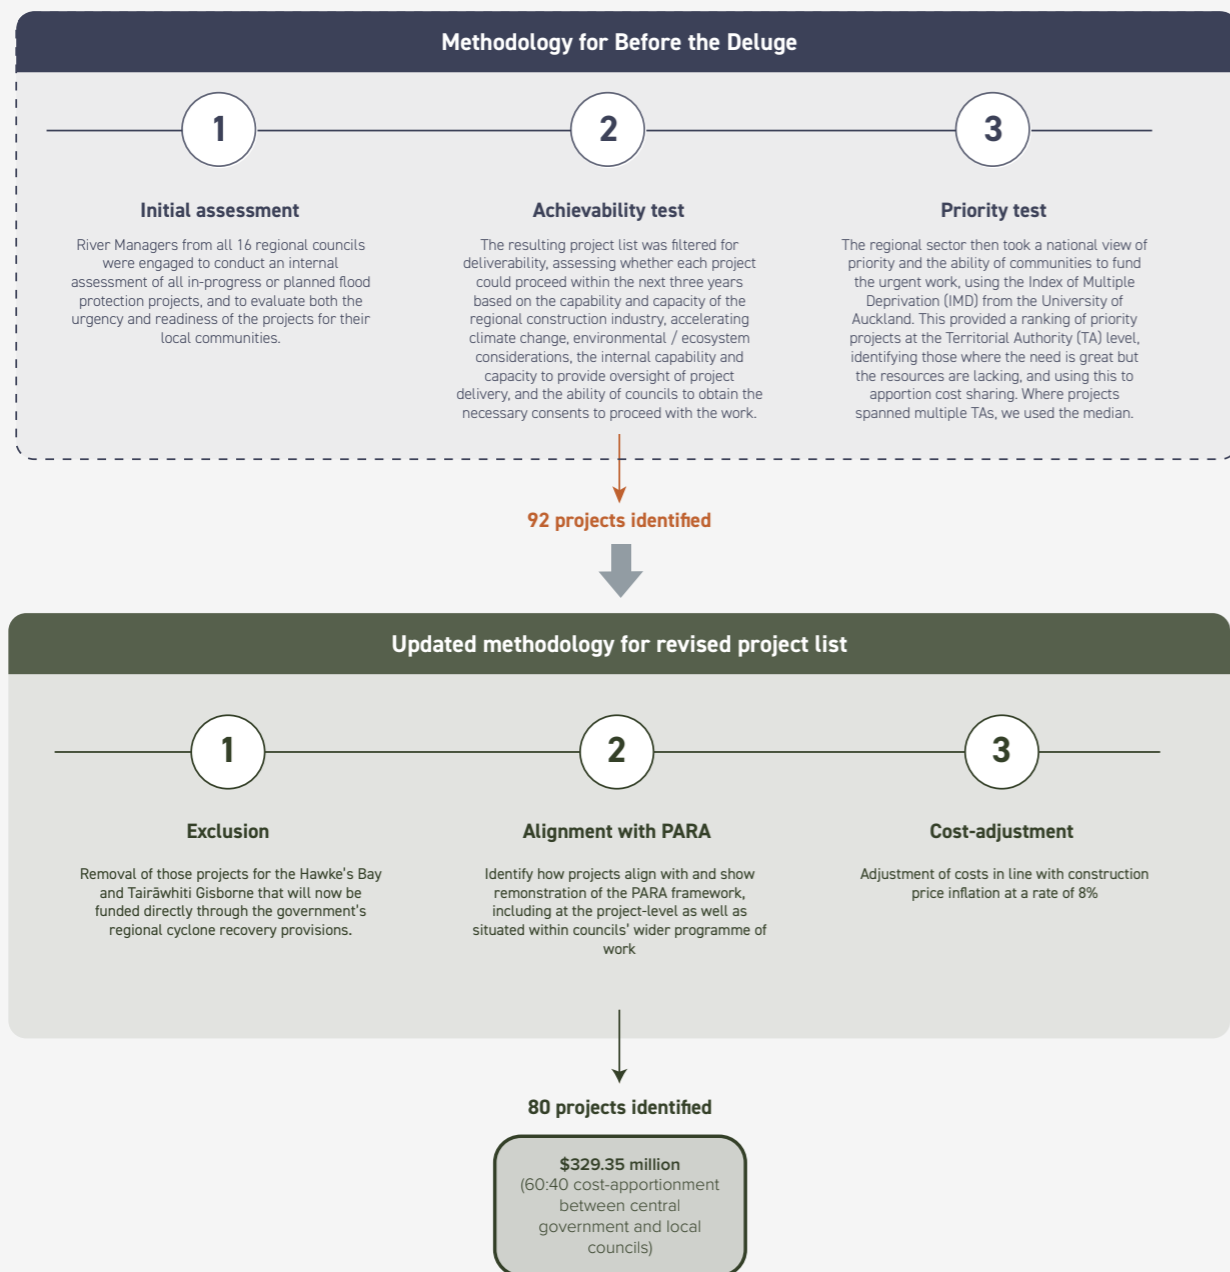 Methodology for Before the Deluge
1
2
3
Initial assessment
River Managers from all 16 regional councils
were engaged to conduct an internal
assessment of all in-progress or planned flood
protection projects, and to evaluate both the
urgency and readiness of the projects for their
local communities.
Achievability test
The resulting project list was filtered for
deliverability, assessing whether each project
could proceed within the next three years
based on the capability and capacity of the
regional construction industry, accelerating
climate change, environmental / ecosystem
considerations, the internal capability and
capacity to provide oversight of project
delivery, and the ability of councils to obtain the
necessary consents to proceed with the work.
Priority test
The regional sector then took a national view of
priority and the ability of communities to fund
the urgent work, using the Index of Multiple
Deprivation (IMD) from the University of
Auckland. This provided a ranking of priority
projects at the Territorial Authority (TA) level,
identifying those where the need is great but
the resources are lacking, and using this to
apportion cost sharing. Where projects
spanned multiple TAs, we used the median.
92 projects identified
Updated methodology for revised project list
1
2
3
Exclusion
Removal of those projects for the Hawke's Bay
and Tairāwhiti Gisborne that will now be
funded directly through the government's
regional cyclone recovery provisions.
Alignment with PARA
Identify how projects align with and show
remonstration of the PARA framework,
including at the project-level as well as
situated within councils' wider programme of
work
Cost-adjustment
Adjustment of costs in line with construction
price inflation at a rate of 8%
80 projects identified
$329.35 million
(60:40 cost-apportionment
between central
government and local
councils)